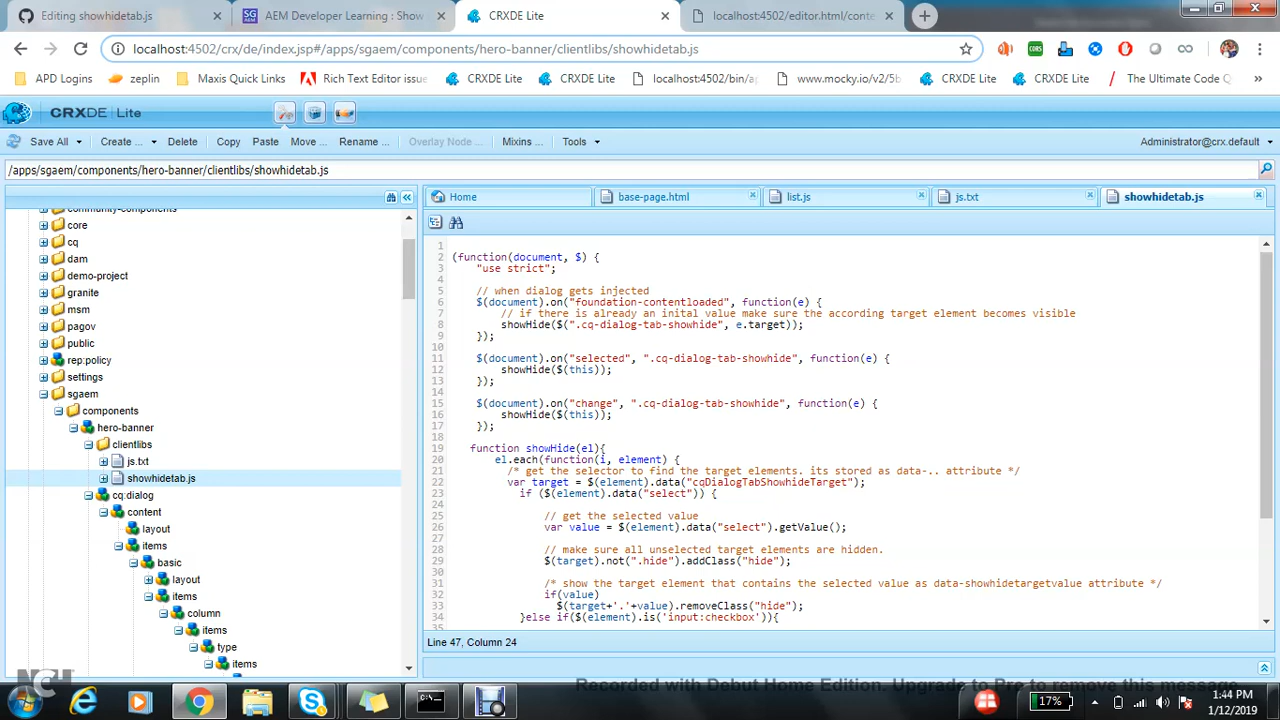 Editing showhidetab.js
SG AEM
AEM Developer Learning : Show
CRXDE Lite
localhost:4502/editor.html/conte
localhost:4502/crx/de/index.jsp#/apps/sgaem/components/hero-banner/clientlibs/showhidetab.js
CORS
APD Logins
zeplin
Maxis Quick Links
Rich Text Editor issue
CRXDE Lite
CRXDE Lite
localhost:4502/bin/ap
www.mocky.io/v2/5b
CRXDE Lite
CRXDE Lite
The Ultimate Code Q
»
CRXDE | Lite
Save All
Create ...
Delete
Copy
Paste
Move ...
Rename ...
Overlay Node ...
Mixins ...
Tools
Administrator@crx.default
/apps/sgaem/components/hero-banner/clientlibs/showhidetab.js
community-components
core
cq
dam
demo-project
granite
msm
pagov
public
rep:policy
settings
sgaem
components
hero-banner
clientlibs
js.txt
showhidetab.js
cq:dialog
content
layout
items
basic
layout
items
column
items
type
items
Home
base-page.html
list.js
js.txt
showhidetab.js
1
2 (function(document, $) {
3 "use strict";
4
5 // when dialog gets injected
6 $(document).on("foundation-contentloaded", function(e) {
7 // if there is already an inital value make sure the according target element becomes visible
8 showHide($(".cq-dialog-tab-showhide", e.target));
9 });
10
11 $(document).on("selected", ".cq-dialog-tab-showhide", function(e) {
12 showHide($(this));
13 });
14
15 $(document).on("change", ".cq-dialog-tab-showhide", function(e) {
16 showHide($(this));
17 });
18
19 function showHide(el){
20 el.each(function(i, element) {
21 /* get the selector to find the target elements. its stored as data-.. attribute */
22 var target = $(element).data("cqDialogTabShowhideTarget");
23 if ($(element).data("select")) {
24
25 // get the selected value
26 var value = $(element).data("select").getValue();
27
28 // make sure all unselected target elements are hidden.
29 $(target).not(".hide").addClass("hide");
30
31 /* show the target element that contains the selected value as data-showhidetargetvalue attribute */
32 if(value)
33 $(target+'.'+value).removeClass("hide");
34 }else if($(element).is('input:checkbox')){
35
Line 47, Column 24
NCH
Recorded with Debut Home Edition. Upgrade to Pro to remove this message
17%
1:44 PM
1/12/2019